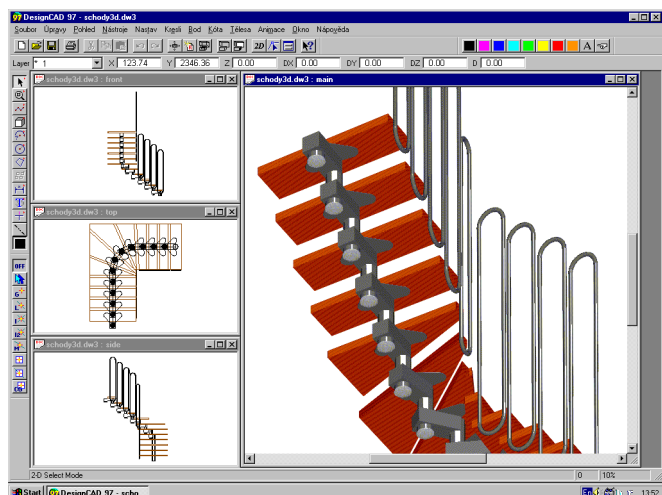 DesignCAD 97 - schody3d.dw3
Soubor Úpravy Pohled Nástroje Nastav Kresli Bod Kóta Tělesa Animace Okno Nápověda
2D
A
Layer * 1 X 123.74 Y 2346.36 Z 0.00 DX 0.00 DY 0.00 DZ 0.00 D 0.00
schody3d.dw3 : front
schody3d.dw3 : main
schody3d.dw3 : top
OFF
schody3d.dw3 : side
2-D Select Mode 0 10%
Start DesignCAD 97 - scho... En 13:52